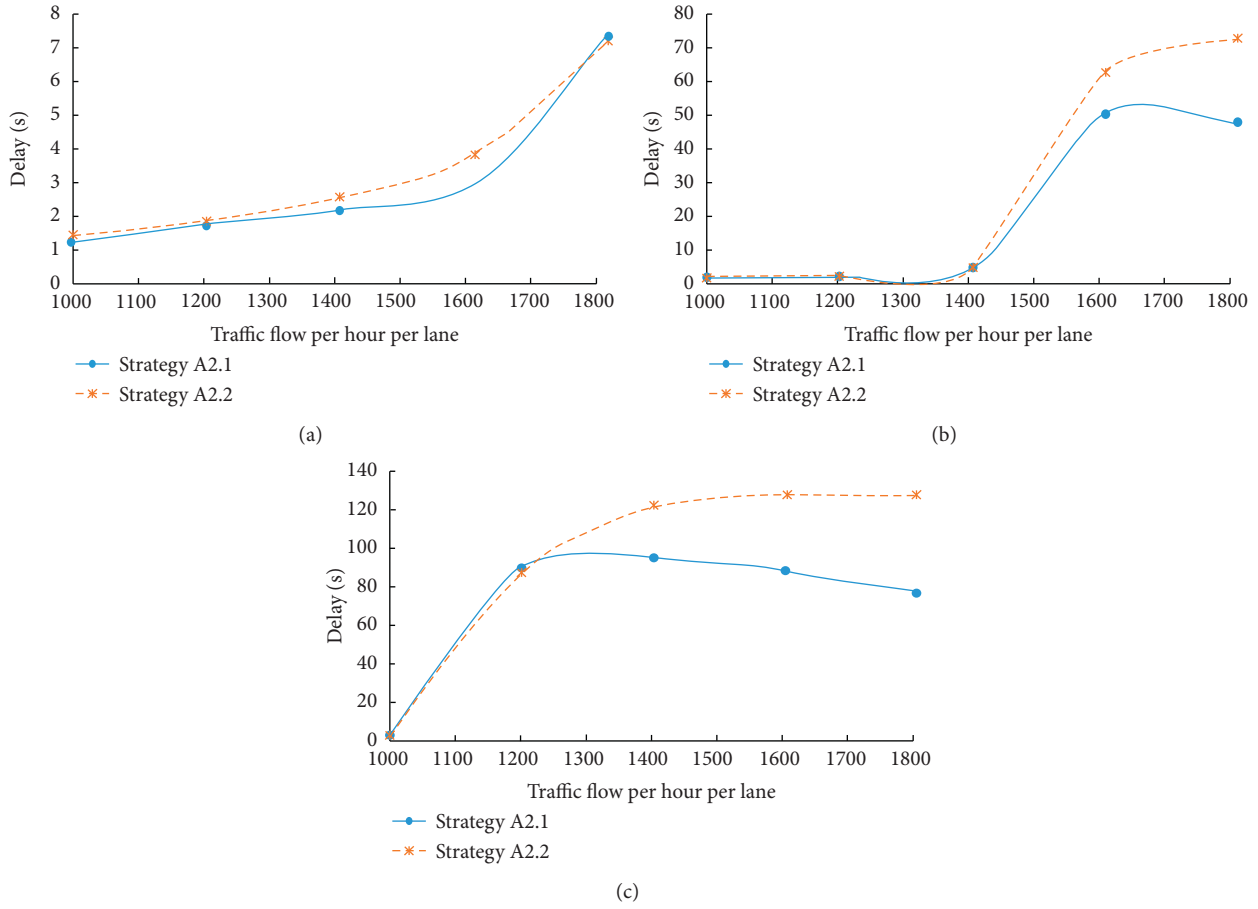 8
7
6
5
4
3
2
1
0
Delay (s)
1000 1200 1300 1400 1500 1600 1700 1800
Traffic flow per hour per lane
Strategy A2.1
Strategy A2.2
(a)
80
70
60
50
40
30
20
10
0
Delay (s)
1000 1100 1200 1300 1400 1500 1600 1700 1800
Traffic flow per hour per lane
Strategy A2.1
Strategy A2.2
(b)
140
120
100
80
60
40
20
0
Delay (s)
1000 1100 1200 1300 1400 1600 1700 1800
Traffic flow per hour per lane
Strategy A2.1
Strategy A2.2
(c)